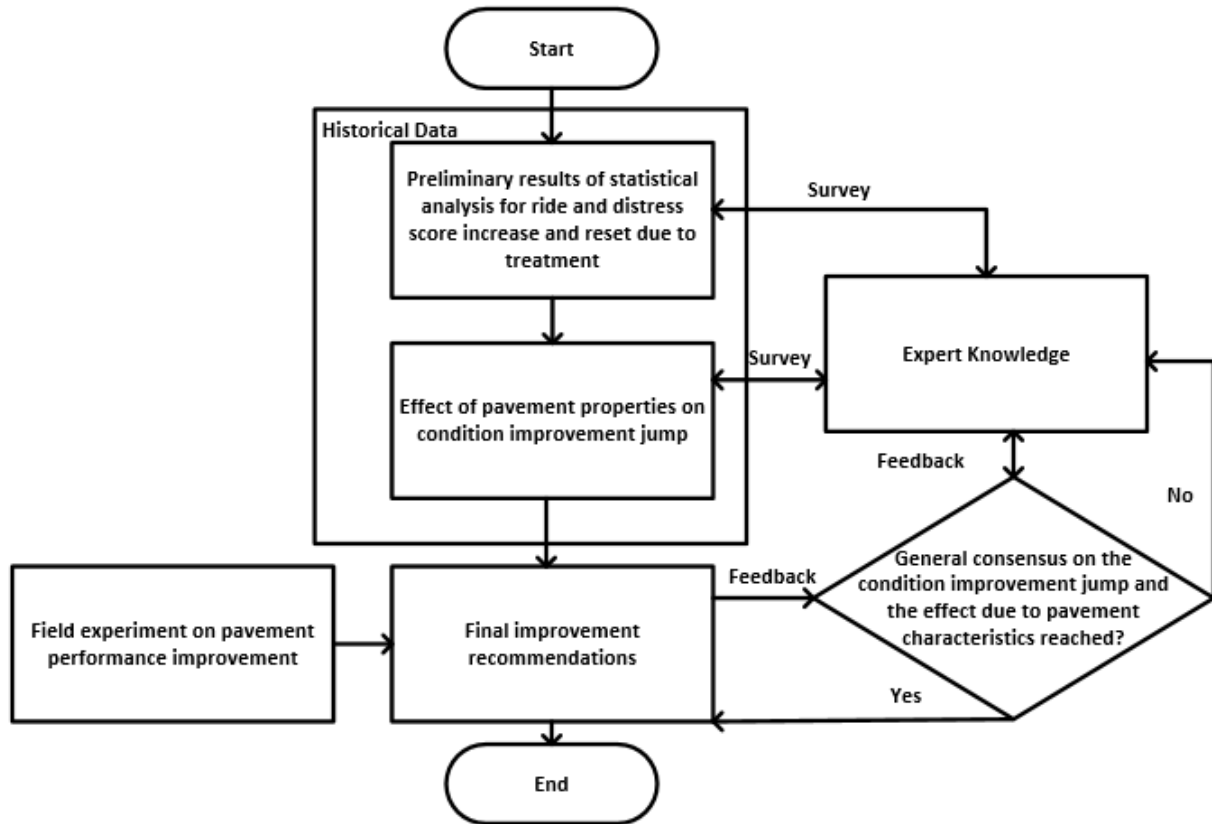 Start
Historical Data
Preliminary results of statistical
analysis for ride and distress
score increase and reset due to
treatment
Survey
Expert Knowledge
Survey
Effect of pavement properties on
condition improvement jump
Feedback
No
General consensus on the
condition improvement jump and
the effect due to pavement
characteristics reached?
Feedback
Field experiment on pavement
performance improvement
Final improvement
recommendations
Yes
End